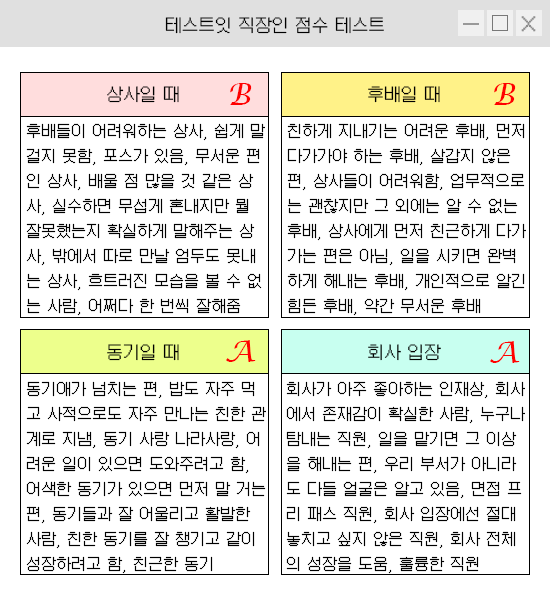 테스트잇 직장인 점수 테스트
상사일 때 B
후배들이 어려워하는 상사, 쉽게 말
걸지 못함, 포스가 있음, 무서운 편
인 상사, 배울 점 많을 것 같은 상
사, 실수하면 무섭게 혼내지만 뭘
잘못했는지 확실하게 말해주는 상
사, 밖에서 따로 만날 엄두도 못내
는 상사, 흐트러진 모습을 볼 수 없
는 사람, 어쩌다 한 번씩 잘해줌
후배일 때 B
친하게 지내기는 어려운 후배, 먼저
다가가야 하는 후배, 살갑지 않은
편, 상사들이 어려워함, 업무적으로
는 괜찮지만 그 외에는 알 수 없는
후배, 상사에게 먼저 친근하게 다가
가는 편은 아님, 일을 시키면 완벽
하게 해내는 후배, 개인적으로 알긴
힘든 후배, 약간 무서운 후배
동기일 때 A
동기애가 넘치는 편, 밥도 자주 먹
고 사적으로도 자주 만나는 친한 관
계로 지냄, 동기 사랑 나라사랑, 어
려운 일이 있으면 도와주려고 함,
어색한 동기가 있으면 먼저 말 거는
편, 동기들과 잘 어울리고 활발한
사람, 친한 동기를 잘 챙기고 같이
성장하려고 함, 친근한 동기
회사 입장 A
회사가 아주 좋아하는 인재상, 회사
에서 존재감이 확실한 사람, 누구나
탐내는 직원, 일을 맡기면 그 이상
을 해내는 편, 우리 부서가 아니라
도 다들 얼굴은 알고 있음, 면접 프
리 패스 직원, 회사 입장에선 절대
놓치고 싶지 않은 직원, 회사 전체
의 성장을 도움, 훌륭한 직원